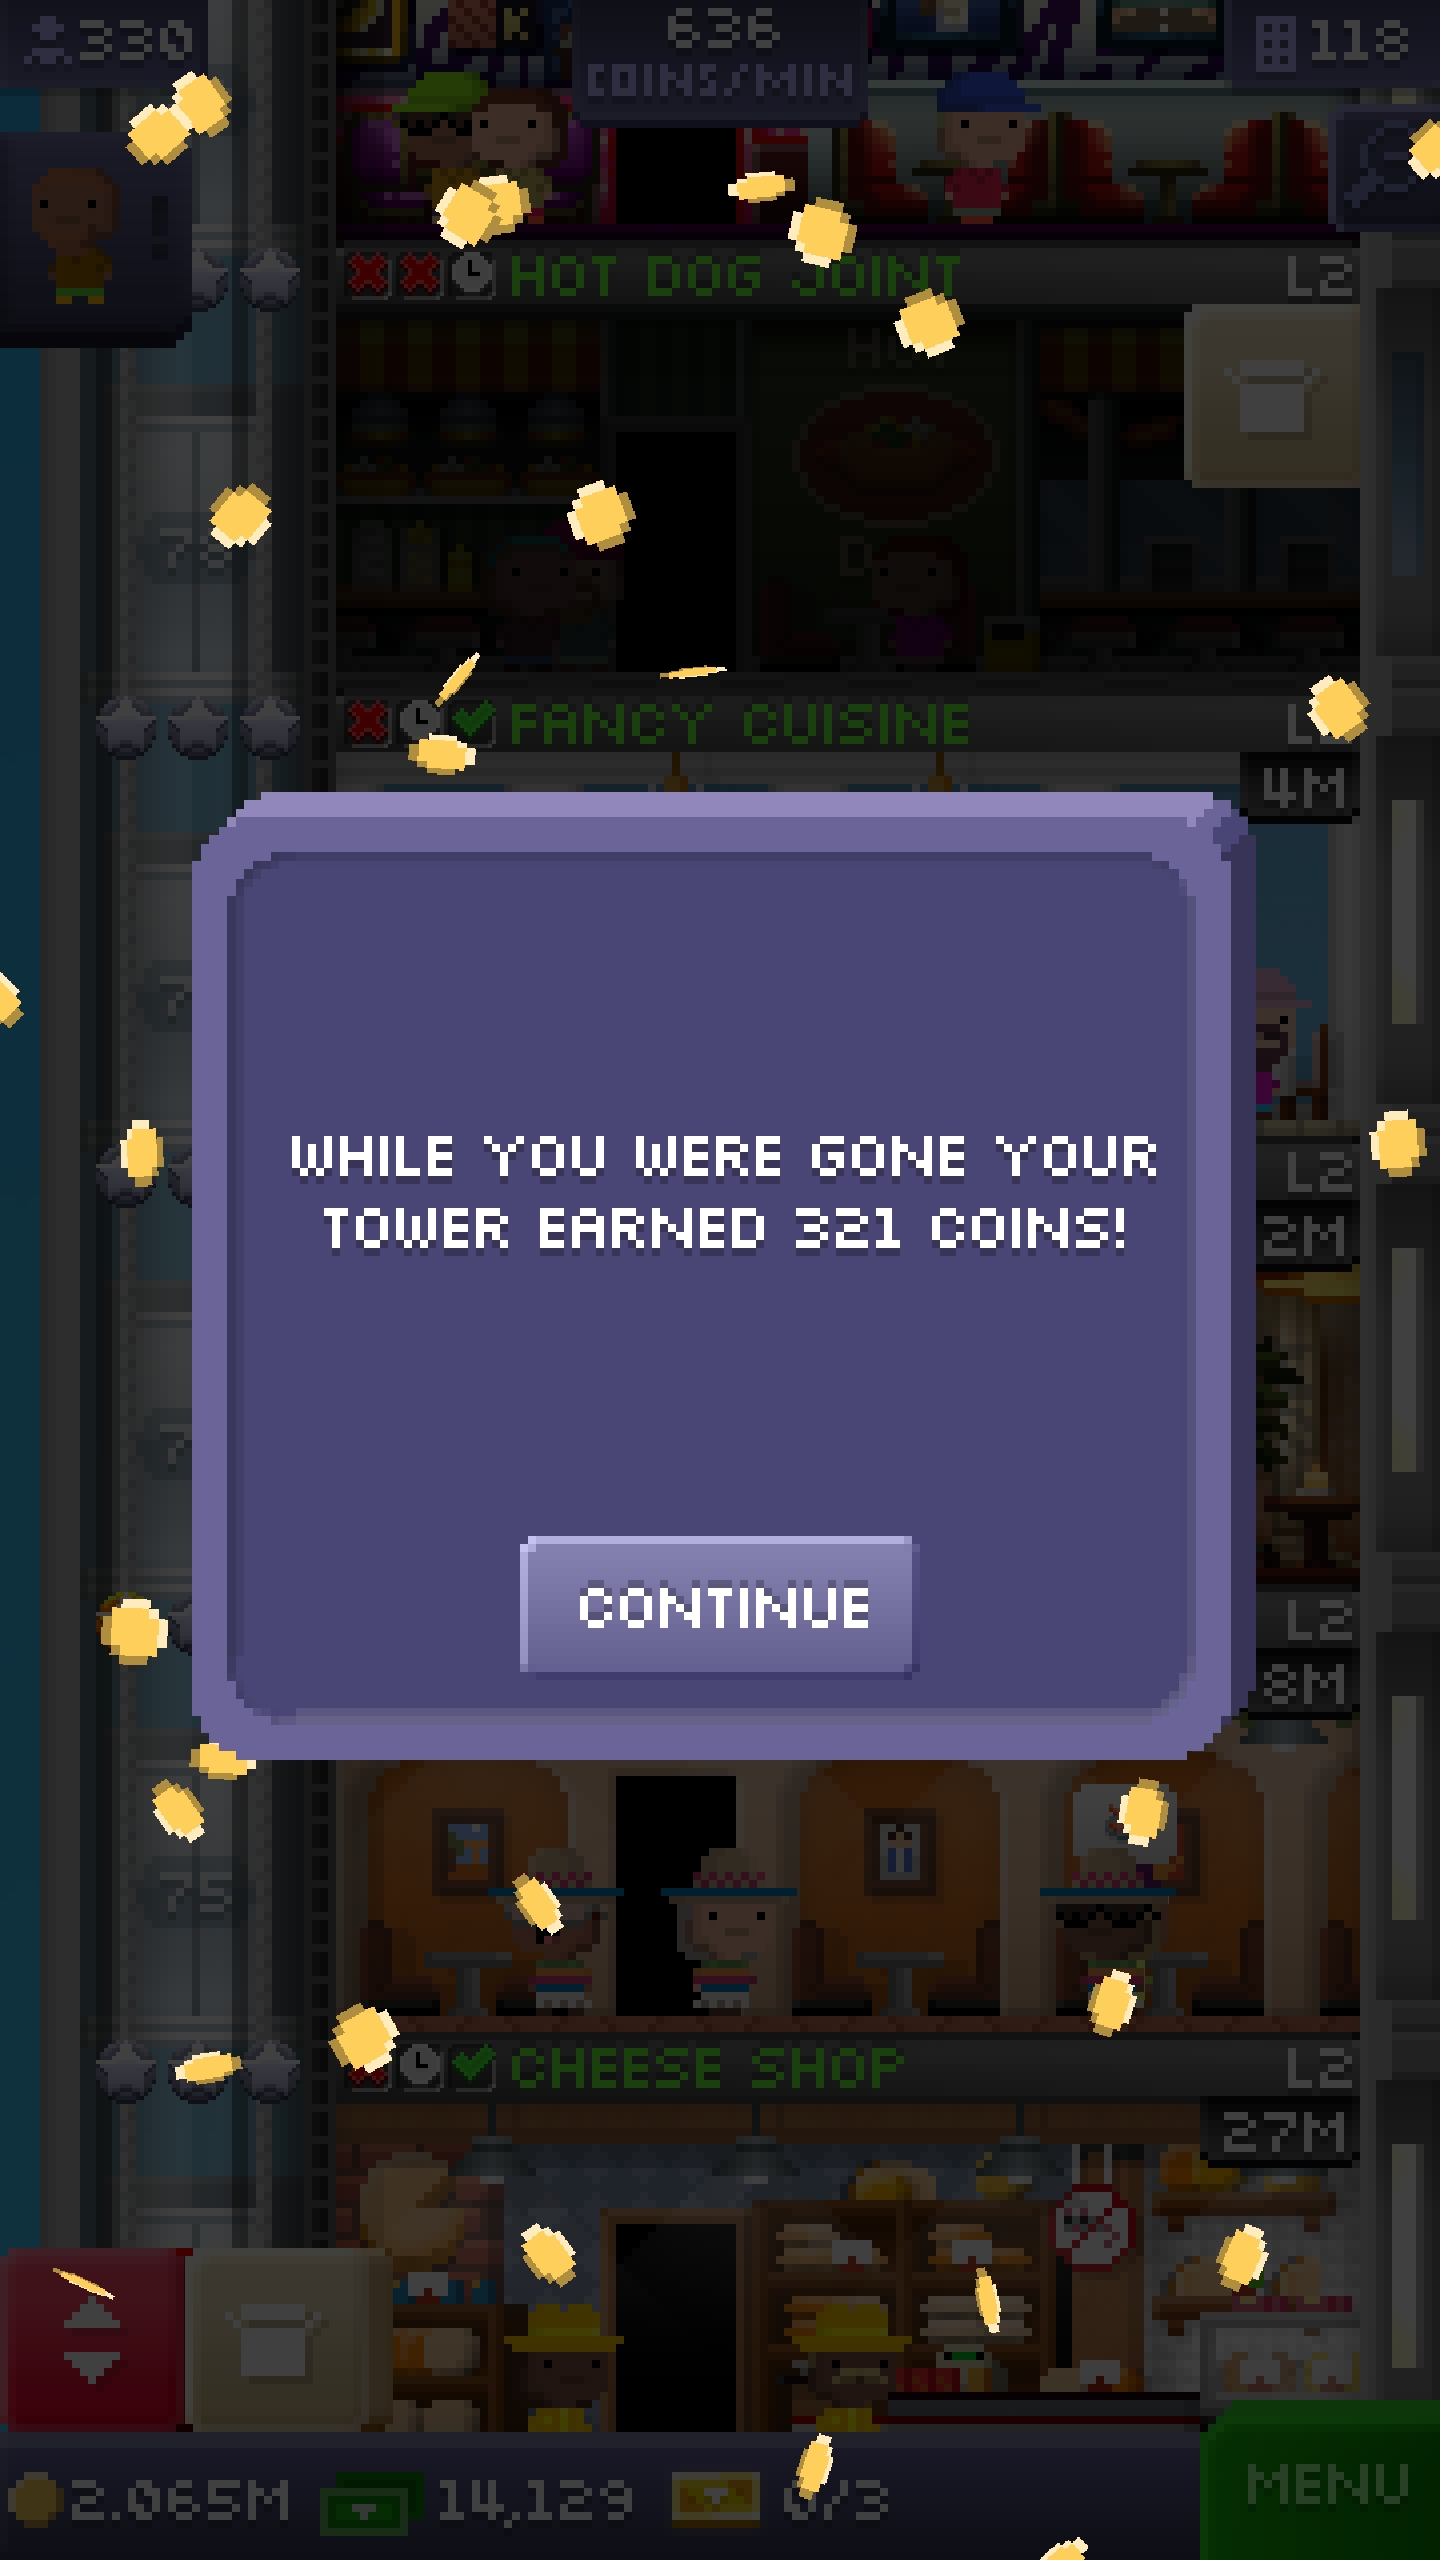 330
636
COINS/MIN
118
K
HOT DOG JOINT
L2
FANCY CUISINE
4M
WHILE YOU WERE GONE YOUR
TOWER EARNED 321 COINS!
L2
2M
CONTINUE
L2
8M
75
CHEESE SHOP
L2
27M
2.065M
14,129
0/3
MENU